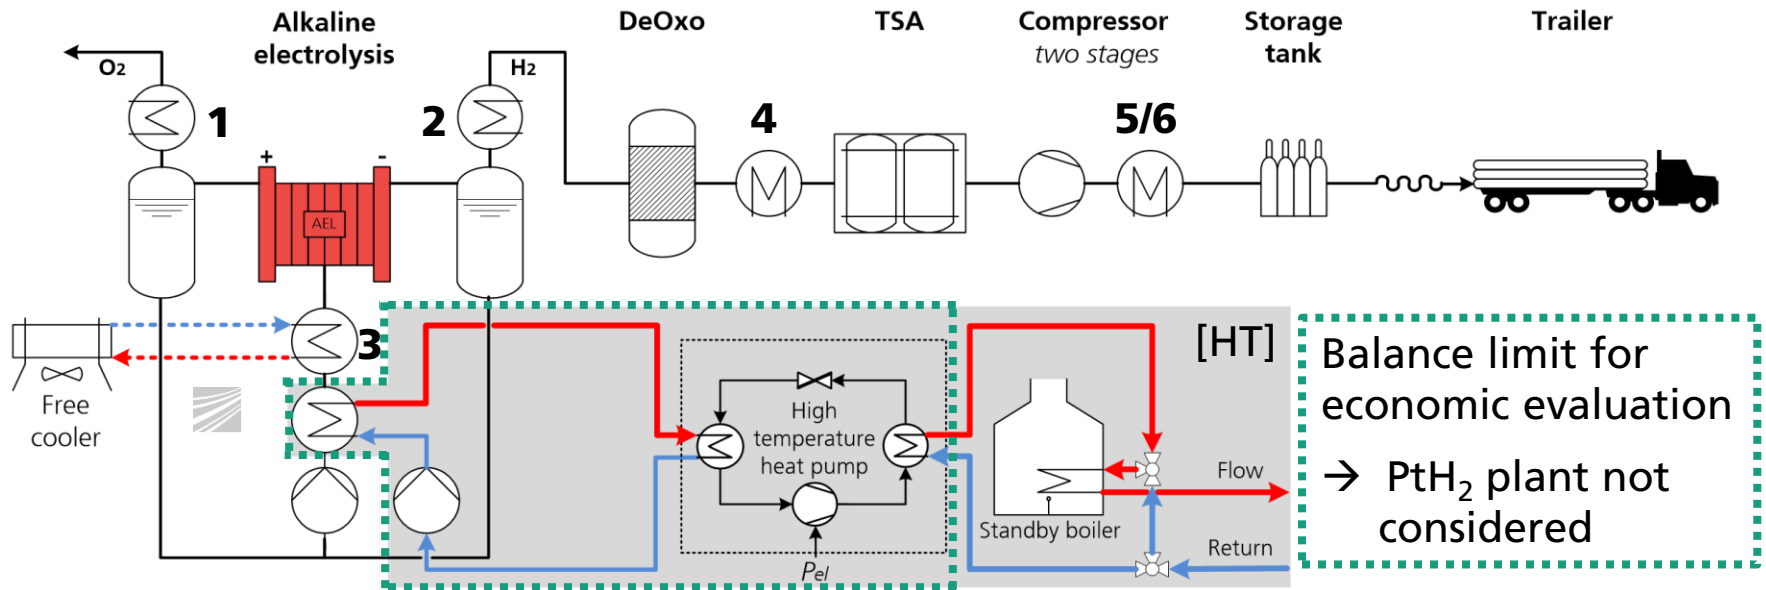 Alkaline
electrolysis
DeOxo
TSA
Compressor
two stages
Storage
tank
Trailer
O2
H2
1
2
4
5/6
+
-
AEL
3
Free
cooler
[HT]
High
temperature
heat pump
Pel
Standby boiler
Flow
Return
Balance limit for
economic evaluation
→ PtH₂ plant not
considered